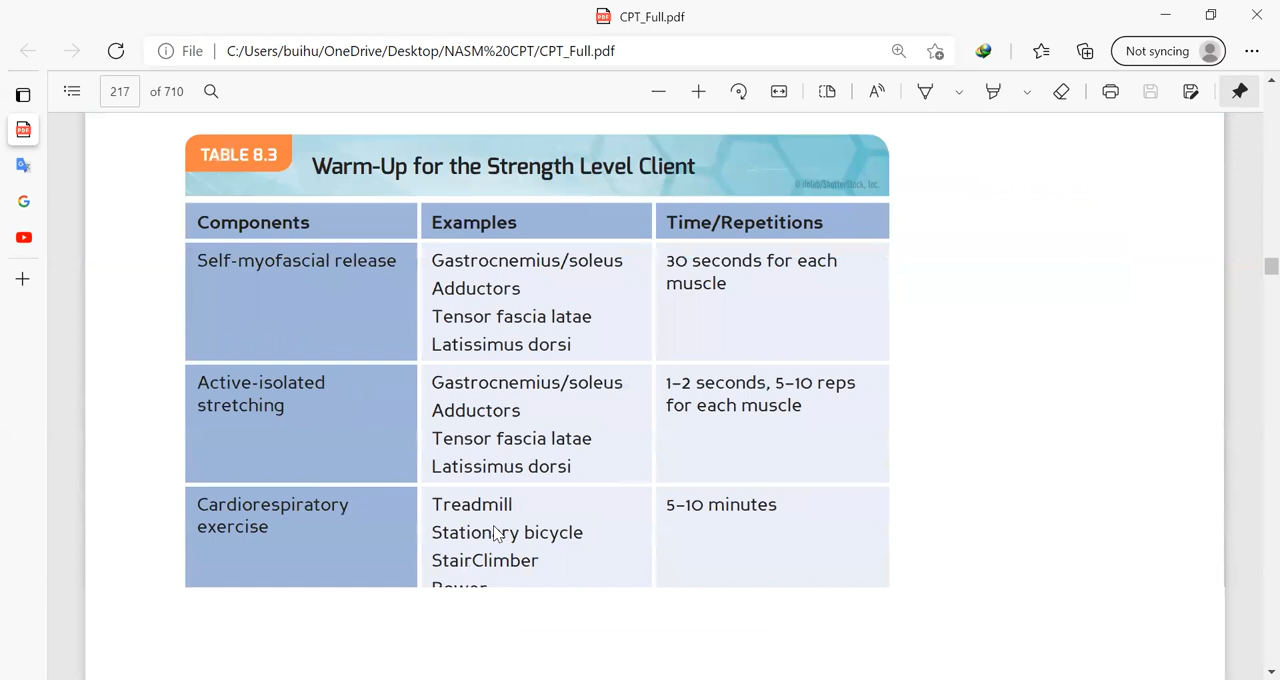 CPT_Full.pdf
File
C:/Users/buihu/OneDrive/Desktop/NASM%20CPT/CPT_Full.pdf
Not syncing
217 of 710
TABLE 8.3
Warm-Up for the Strength Level Client
Components Examples Time/Repetitions
Self-myofascial release Gastrocnemius/soleus 30 seconds for each
Adductors muscle
Tensor fascia latae
Latissimus dorsi
Active-isolated Gastrocnemius/soleus 1–2 seconds, 5–10 reps
stretching Adductors for each muscle
Tensor fascia latae
Latissimus dorsi
Cardiorespiratory Treadmill 5–10 minutes
exercise Stationary bicycle
StairClimber